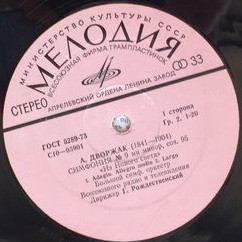 МИНИСТЕРСТВО КУЛЬТУРЫ СССР
МЕЛОДИЯ
ВСЕСОЮЗНАЯ ФИРМА ГРАМПЛАСТИНОК
СТЕРЕО
33
АПРЕЛЕВСКИЙ ОРДЕНА ЛЕНИНА ЗАВОД
ГОСТ 5289-73
С10—05901
1 сторона
Гр. 2. 1-20
А. ДВОРЖАК (1841—1904)
СИМФОНИЯ № 9 ми минор, соч. 95
«Из Нового света»
1. Adagio. Allegro molto 2. Largo
Большой симф. оркестр
Всесоюзного радио и телевидения
Дирижер Г. Рождественский